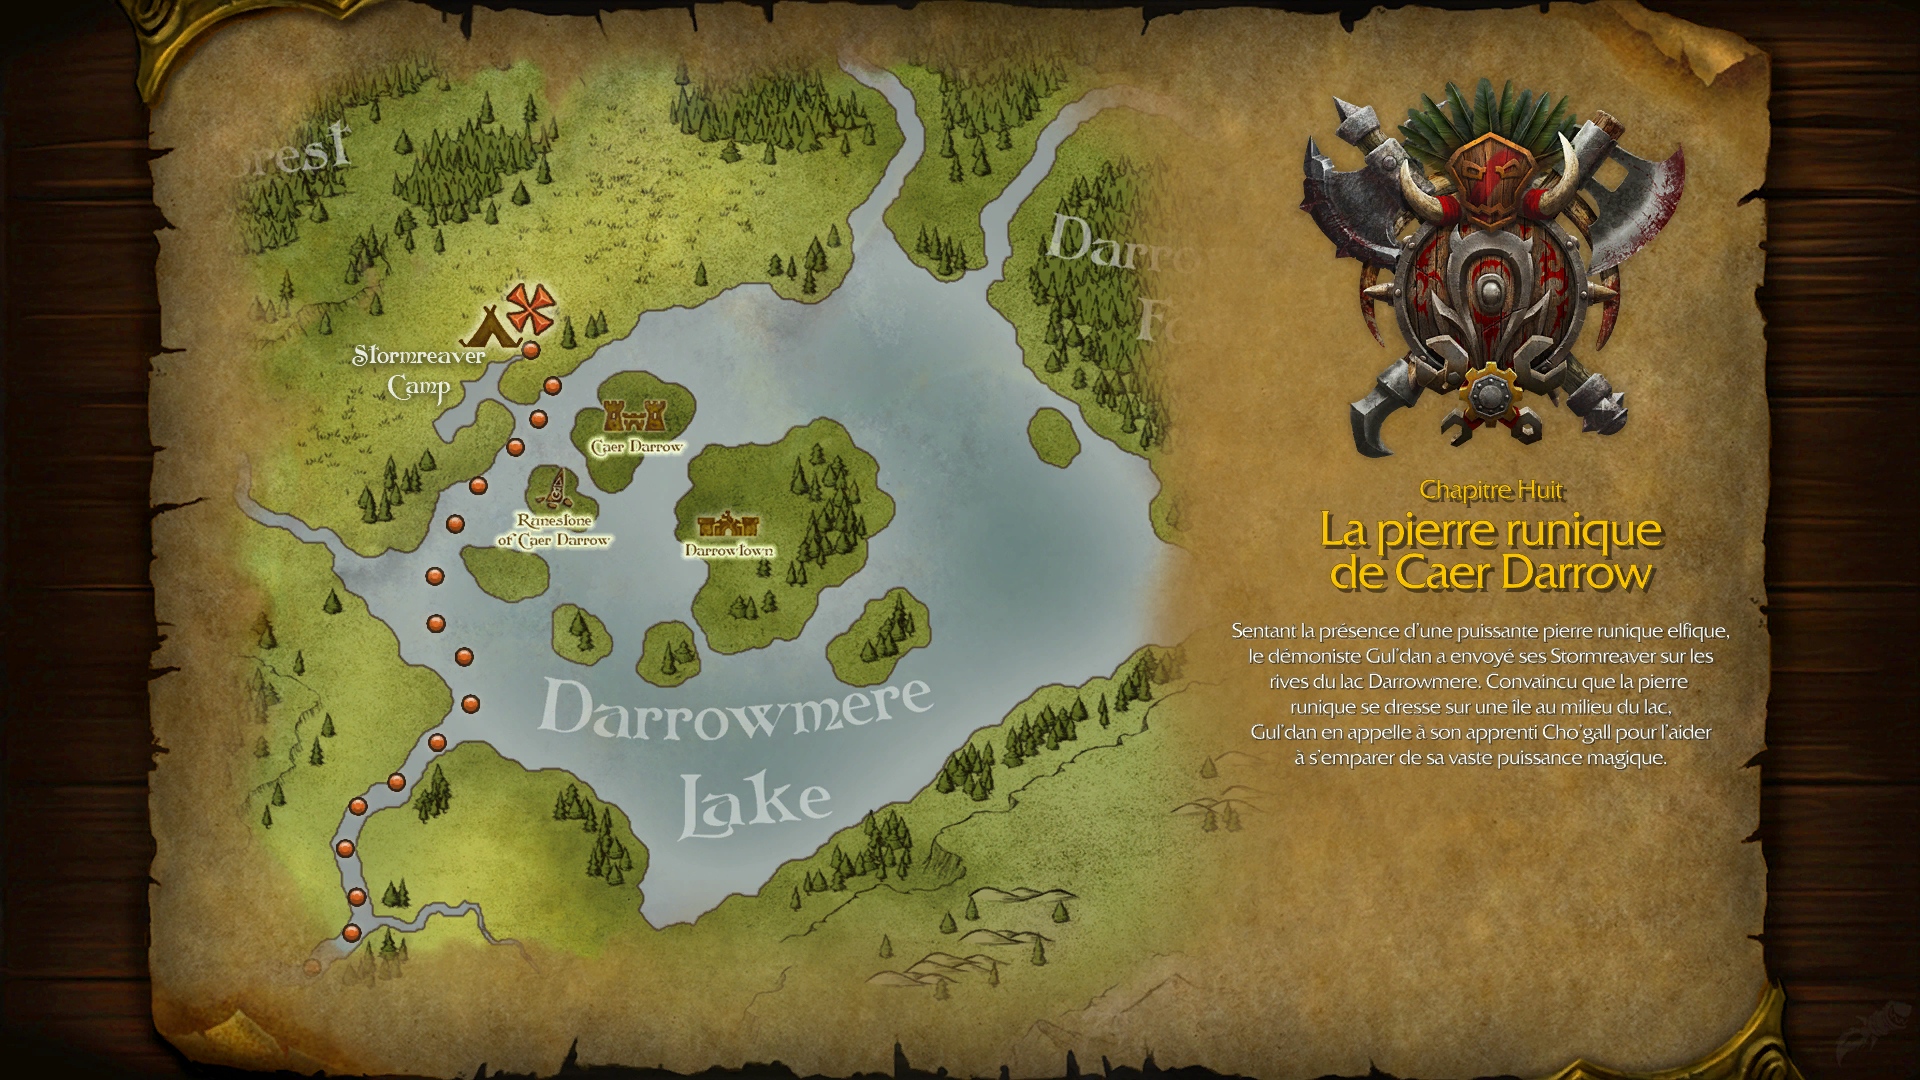 Stormreaver
Camp
Caer Darrow
Runestone
of Caer Darrow
Darrowtown
Darrowmere
Lake
Chapitre Huit
La pierre runique
de Caer Darrow
Sentant la présence d'une puissante pierre runique elfique,
le démoniste Gul'dan a envoyé ses Stormreaver sur les
rives du lac Darrowmere. Convaincu que la pierre
runique se dresse sur une île au milieu du lac,
Gul'dan en appelle à son apprenti Cho'gall pour l'aider
à s'emparer de sa vaste puissance magique.